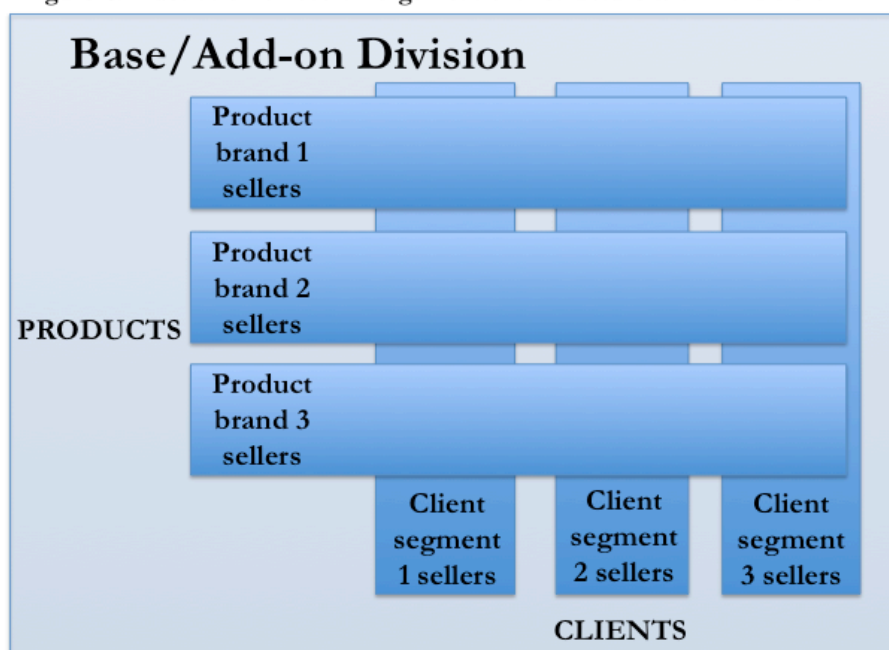 Base/Add-on Division
Product
brand 1
sellers
Product
brand 2
sellers
PRODUCTS
Product
brand 3
sellers
Client
segment
1 sellers
Client
segment
2 sellers
Client
segment
3 sellers
CLIENTS